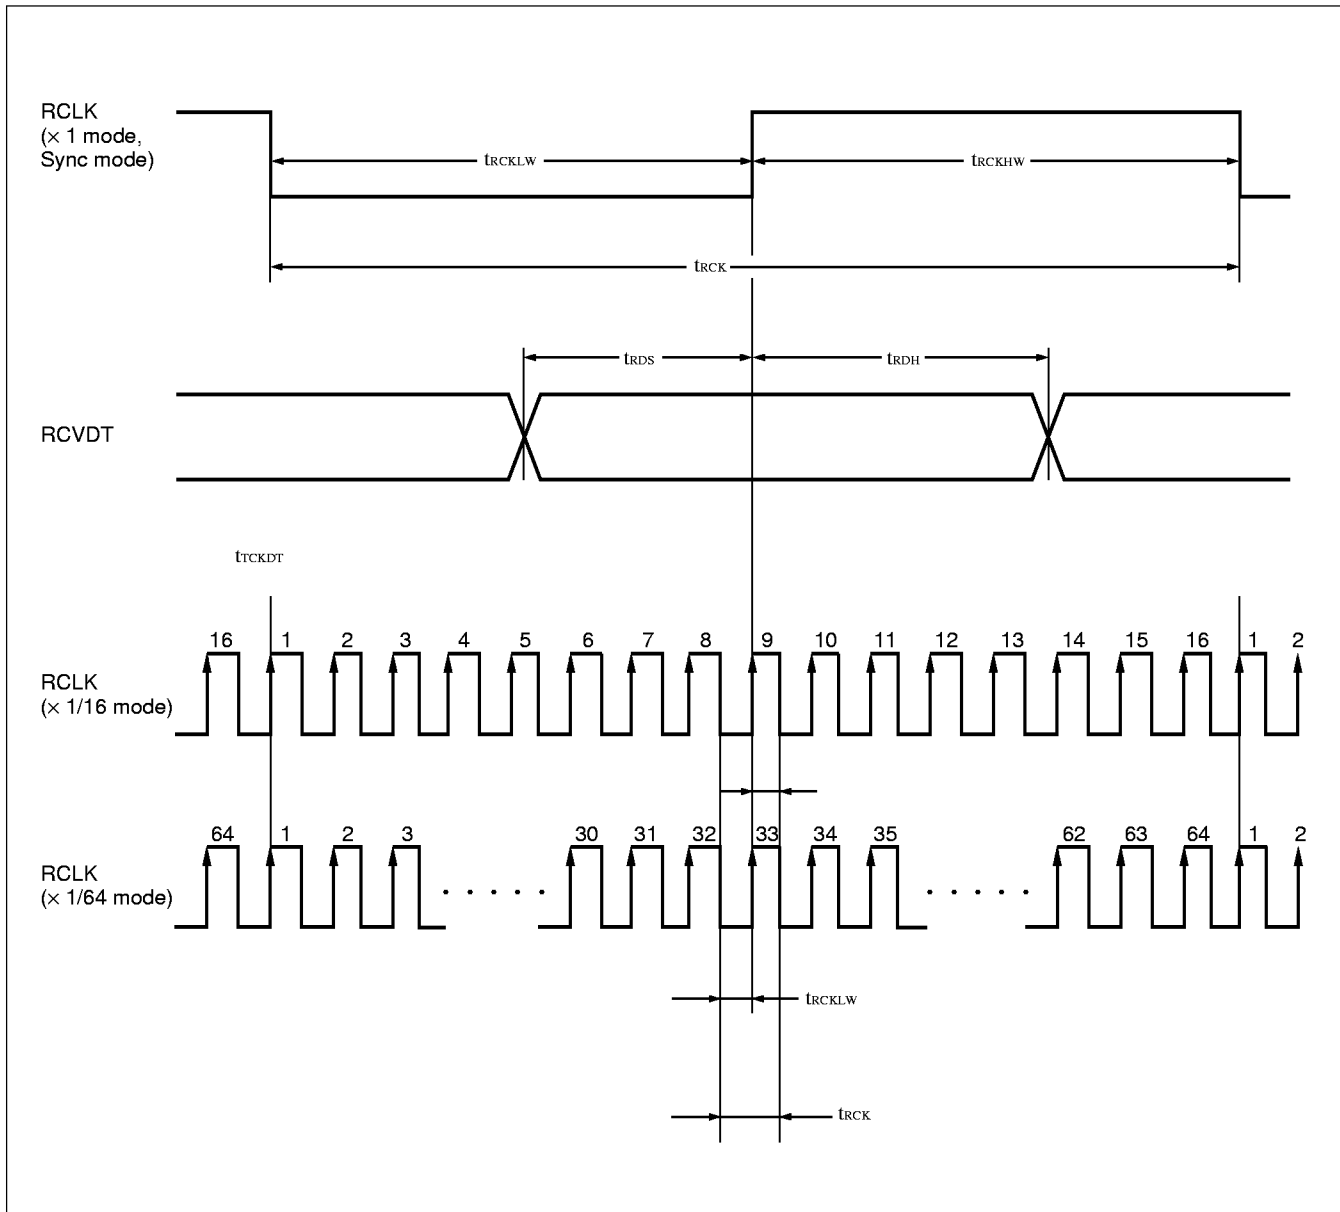 RCLK
(× 1 mode,
Sync mode)
tRCKLW
tRCKHW
tRCK
tRDS
tRDH
RCVDT
tTCKDT
16 1 2 3 4 5 6 7 8 9 10 11 12 13 14 15 16 1 2
RCLK
(× 1/16 mode)
64 1 2 3 30 31 32 33 34 35 62 63 64 1 2
RCLK
(× 1/64 mode)
. . . . . . . . . . . .
tRCKLW
tRCK